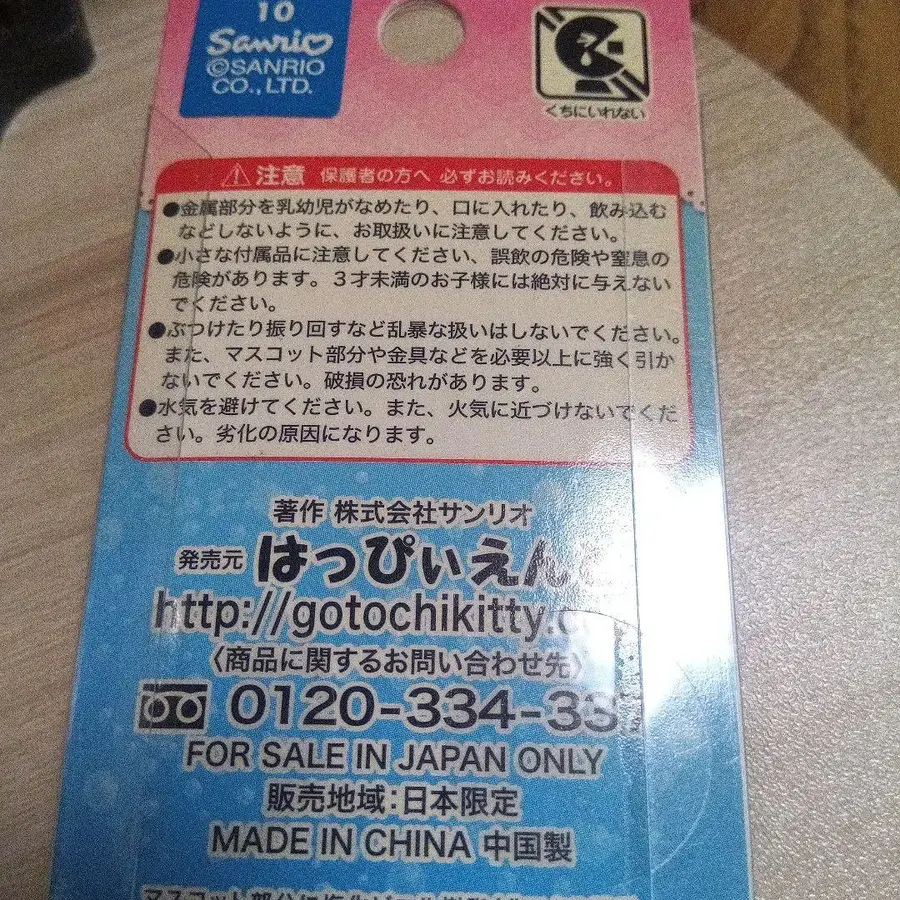 10
Sanrio
©SANRIO
CO.,LTD.
くちにいれない
注意 保護者の方へ 必ずお読みください。
●金属部分を乳幼児がなめたり、口に入れたり、飲み込む
などしないように、お取扱いに注意してください。
●小さな付属品に注意してください、誤飲の危険や窒息の
危険があります。３才未満のお子様には絶対に与えない
でください。
●ぶつけたり振り回すなど乱暴な扱いはしないでください。
また、マスコット部分や金具などを必要以上に強く引か
ないでください。破損の恐れがあります。
●水気を避けてください。また、火気に近づけないでくだ
さい。劣化の原因になります。
著作 株式会社サンリオ
発売元 はっぴぃえん
http://gotochikitty.c
〈商品に関するお問い合わせ先〉
0120-334-33
FOR SALE IN JAPAN ONLY
販売地域：日本限定
MADE IN CHINA 中国製